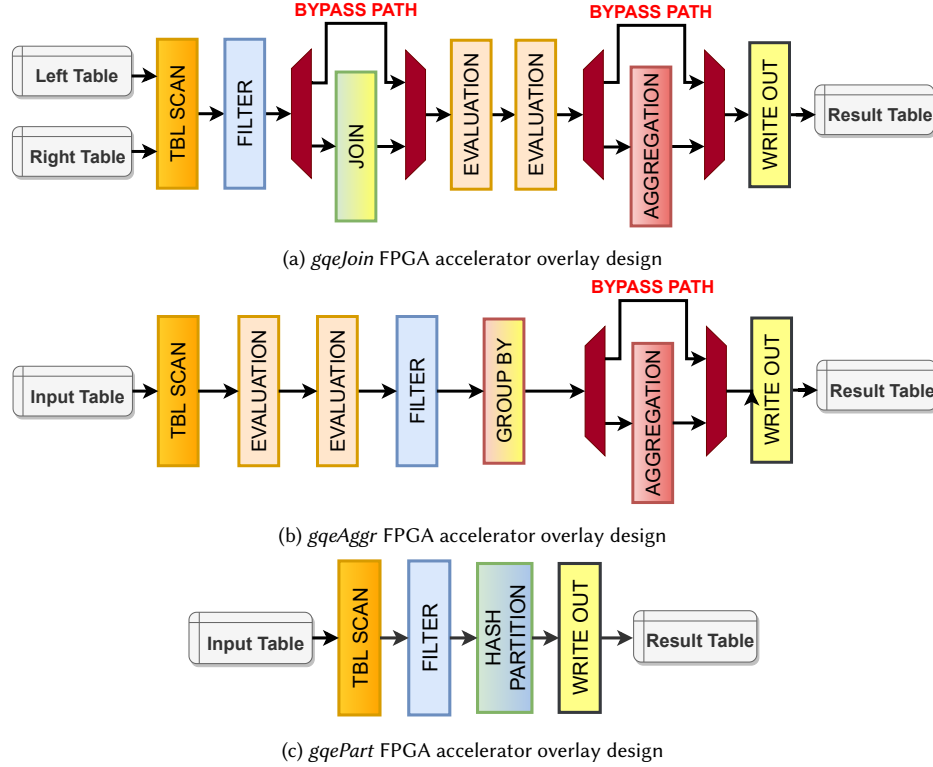 BYPASS PATH
BYPASS PATH
Left Table
Right Table
TBL SCAN
FILTER
JOIN
EVALUATION
EVALUATION
AGGREGATION
WRITE OUT
Result Table
(a) gqeJoin FPGA accelerator overlay design
BYPASS PATH
Input Table
TBL SCAN
EVALUATION
EVALUATION
FILTER
GROUP BY
AGGREGATION
WRITE OUT
Result Table
(b) gqeAggr FPGA accelerator overlay design
Input Table
TBL SCAN
FILTER
HASH
PARTITION
WRITE OUT
Result Table
(c) gqePart FPGA accelerator overlay design